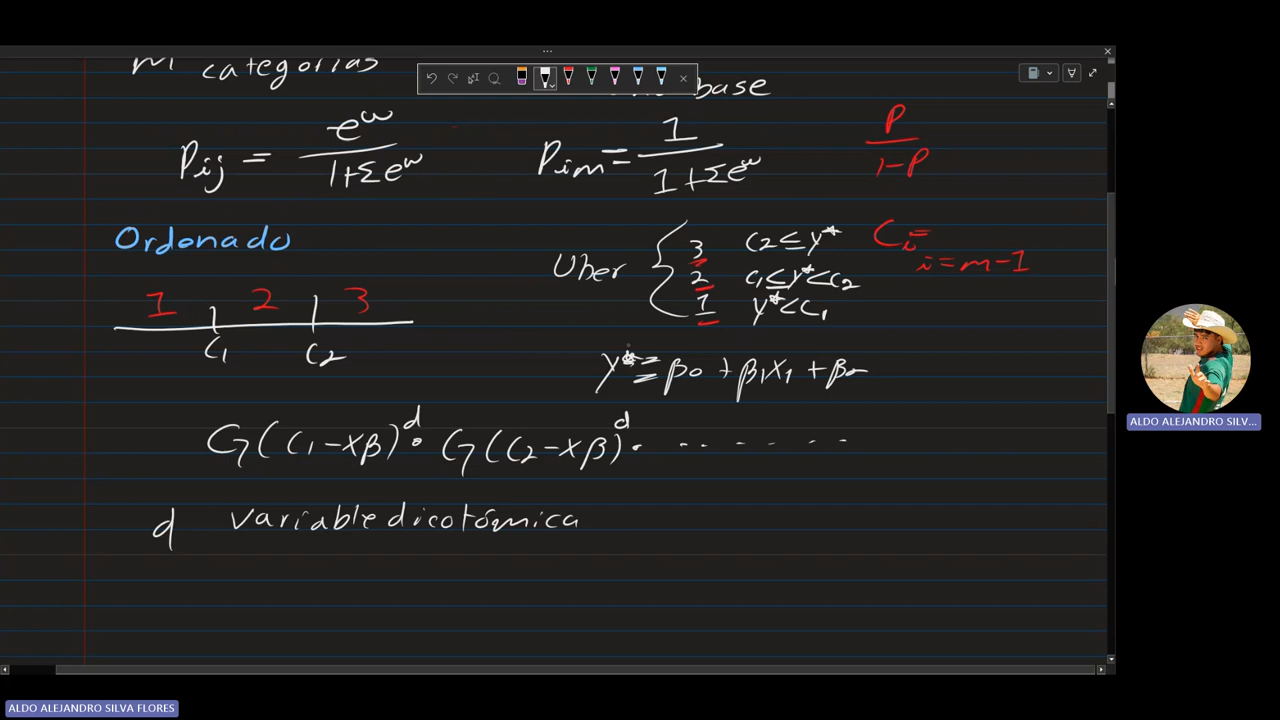 m categorías
base
Pij = e^w / 1+Σe^w
Pim = 1 / 1+Σe^w
P / 1-P
Ordenado
Uber { 3 C2 ≤ y*
2 C1 ≤ y* < C2
1 y* < C1
Ci=
i = m-1
1 2 3
C1 C2
y* = β0 + β1X1 + β
G(C1-Xβ)^d · G(C2-Xβ)^d · - - - - - -
d variable dicotómica
ALDO ALEJANDRO SILV...
ALDO ALEJANDRO SILVA FLORES